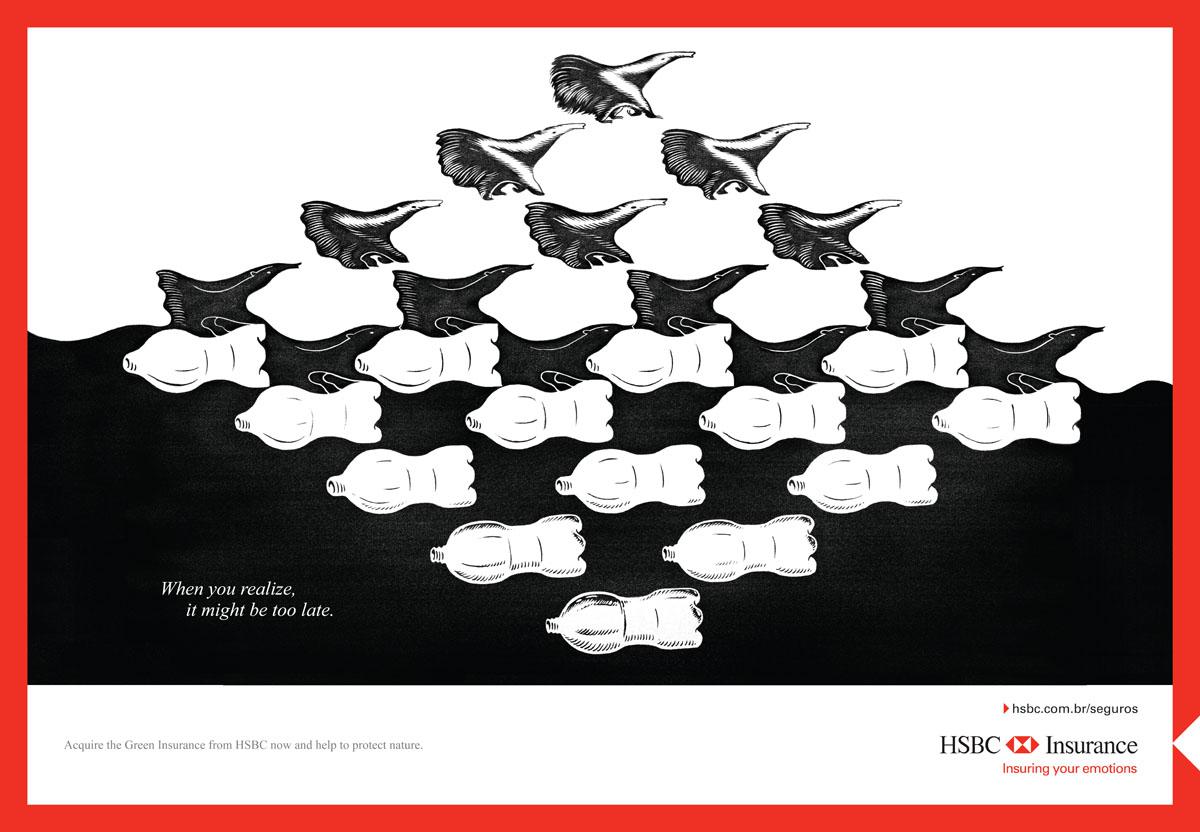 When you realize,
it might be too late.
hsbc.com.br/seguros
Acquire the Green Insurance from HSBC now and help to protect nature.
HSBC Insurance
Insuring your emotions